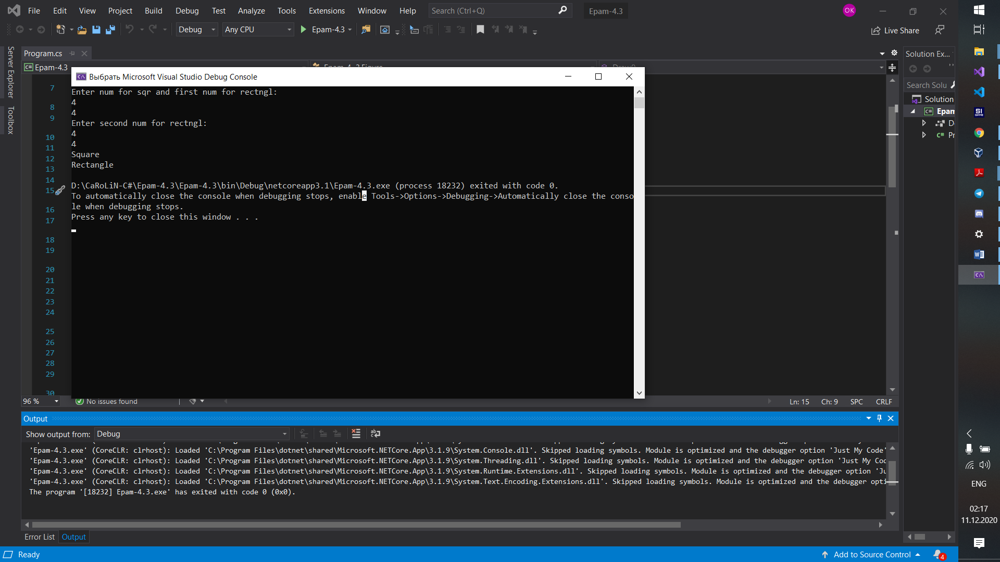 File Edit View Project Build Debug Test Analyze Tools Extensions Window Help Search (Ctrl+Q) Epam-4.3 OK
Debug Any CPU Epam-4.3 Live Share
Server Explorer
Toolbox
Program.cs
Solution Ex...
C# Epam-4.3
Search Solu
Solution
C# Epam
D
C# Pr
Выбрать Microsoft Visual Studio Debug Console
Enter num for sqr and first num for rectngl:
4
4
Enter second num for rectngl:
4
4
Square
Rectangle
D:\CaRoLiN-C#\Epam-4.3\Epam-4.3\bin\Debug\netcoreapp3.1\Epam-4.3.exe (process 18232) exited with code 0.
To automatically close the console when debugging stops, enable Tools->Options->Debugging->Automatically close the conso
le when debugging stops.
Press any key to close this window . . .
7
8
9
10
11
12
13
14
15
16
17
18
19
20
21
22
23
24
25
26
27
28
29
30
96 % No issues found Ln: 15 Ch: 9 SPC CRLF
Output
Show output from: Debug
'Epam-4.3.exe' (CoreCLR: clrhost): Loaded 'C:\Program Files\dotnet\shared\Microsoft.NETCore.App\3.1.9\System.Console.dll'. Skipped loading symbols. Module is optimized and the debugger option 'Just My Code'
'Epam-4.3.exe' (CoreCLR: clrhost): Loaded 'C:\Program Files\dotnet\shared\Microsoft.NETCore.App\3.1.9\System.Threading.dll'. Skipped loading symbols. Module is optimized and the debugger option 'Just My Cod
'Epam-4.3.exe' (CoreCLR: clrhost): Loaded 'C:\Program Files\dotnet\shared\Microsoft.NETCore.App\3.1.9\System.Runtime.Extensions.dll'. Skipped loading symbols. Module is optimized and the debugger option 'Ju
'Epam-4.3.exe' (CoreCLR: clrhost): Loaded 'C:\Program Files\dotnet\shared\Microsoft.NETCore.App\3.1.9\System.Text.Encoding.Extensions.dll'. Skipped loading symbols. Module is optimized and the debugger opti
The program '[18232] Epam-4.3.exe' has exited with code 0 (0x0).
Error List Output
Ready Add to Source Control 4
SI
GAME
W
C:\
ENG
02:17
11.12.2020